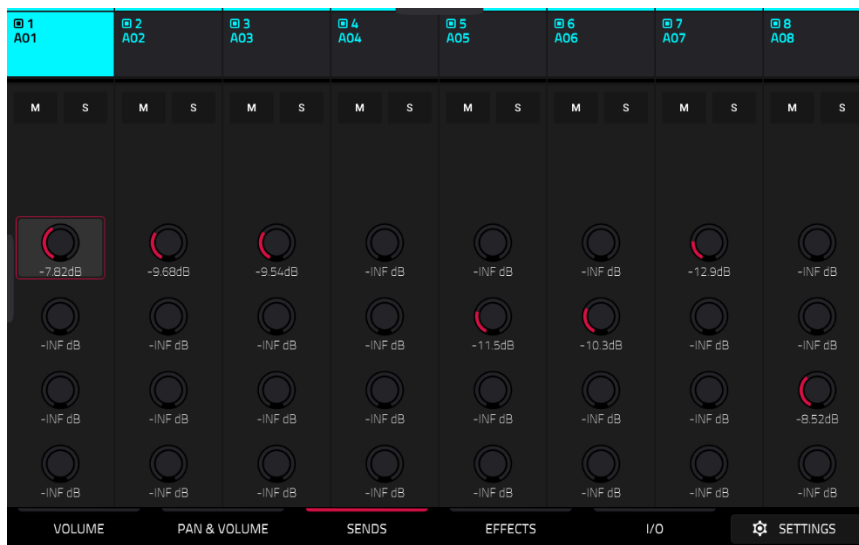 1 2 3 4 5 6 7 8
A01 A02 A03 A04 A05 A06 A07 A08
M S M S M S M S M S M S M S M S
-7.82dB -9.68dB -9.54dB -INF dB -INF dB -INF dB -12.9dB -INF dB
-INF dB -INF dB -INF dB -INF dB -11.5dB -10.3dB -INF dB -INF dB
-INF dB -INF dB -INF dB -INF dB -INF dB -INF dB -INF dB -8.52dB
-INF dB -INF dB -INF dB -INF dB -INF dB -INF dB -INF dB -INF dB
VOLUME PAN & VOLUME SENDS EFFECTS I/O SETTINGS